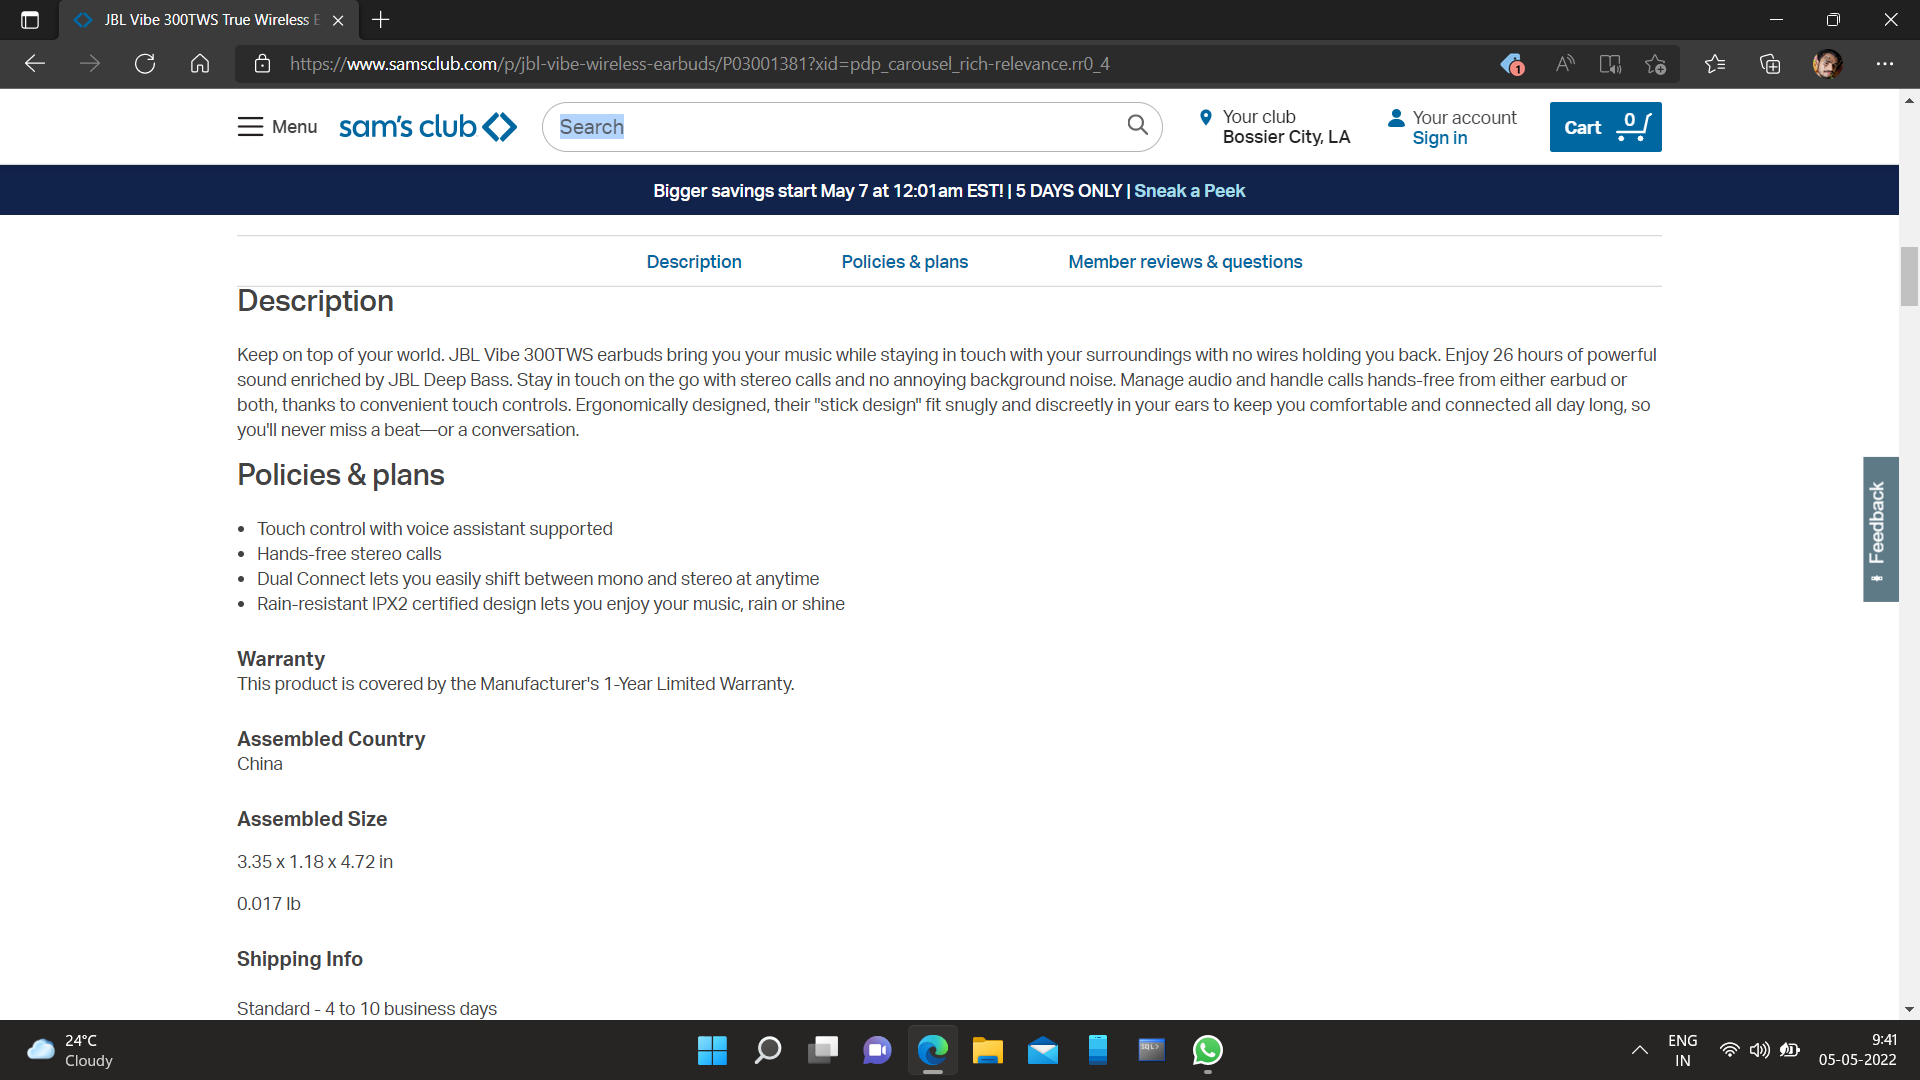 JBL Vibe 300TWS True Wireless E
https://www.samsclub.com/p/jbl-vibe-wireless-earbuds/P03001381?xid=pdp_carousel_rich-relevance.rr0_4
1
Menu
sam's club
Search
Your club
Bossier City, LA
Your account
Sign in
Cart 0
Bigger savings start May 7 at 12:01am EST! | 5 DAYS ONLY | Sneak a Peek
Description Policies & plans Member reviews & questions
Description
Keep on top of your world. JBL Vibe 300TWS earbuds bring you your music while staying in touch with your surroundings with no wires holding you back. Enjoy 26 hours of powerful
sound enriched by JBL Deep Bass. Stay in touch on the go with stereo calls and no annoying background noise. Manage audio and handle calls hands-free from either earbud or
both, thanks to convenient touch controls. Ergonomically designed, their "stick design" fit snugly and discreetly in your ears to keep you comfortable and connected all day long, so
you'll never miss a beat—or a conversation.
Policies & plans
• Touch control with voice assistant supported
• Hands-free stereo calls
• Dual Connect lets you easily shift between mono and stereo at anytime
• Rain-resistant IPX2 certified design lets you enjoy your music, rain or shine
Feedback
Warranty
This product is covered by the Manufacturer's 1-Year Limited Warranty.
Assembled Country
China
Assembled Size
3.35 x 1.18 x 4.72 in
0.017 lb
Shipping Info
Standard - 4 to 10 business days
24°C
Cloudy
SQL>
ENG
IN
9:41
05-05-2022